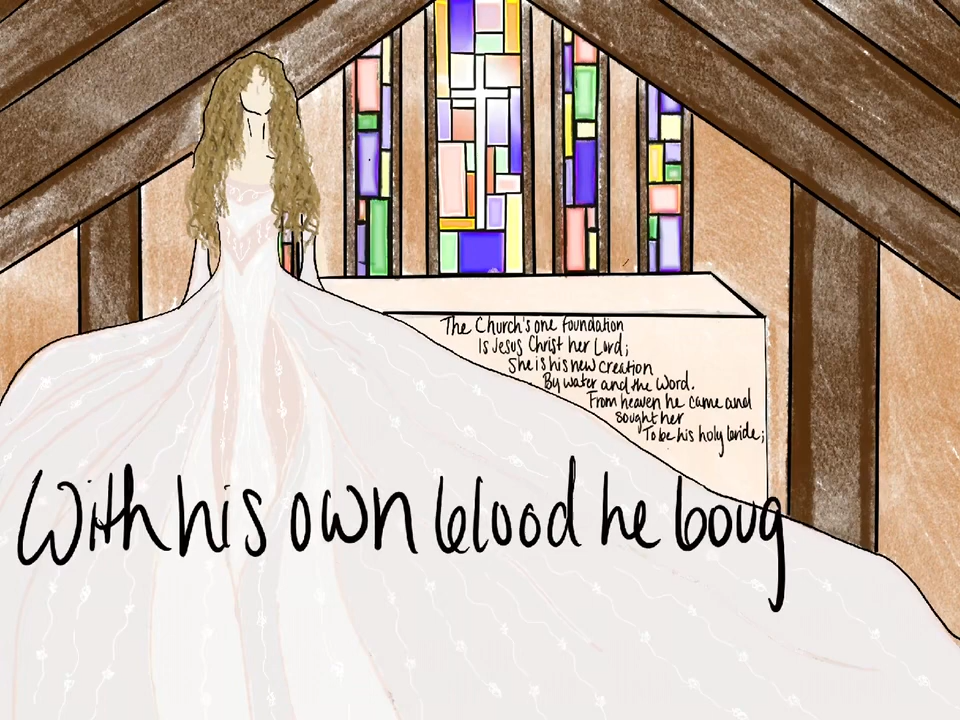 The Church's one foundation
Is Jesus Christ her Lord;
She is his new creation
By water and the Word.
From heaven he came and
sought her
To be his holy bride;
With his own blood he boug